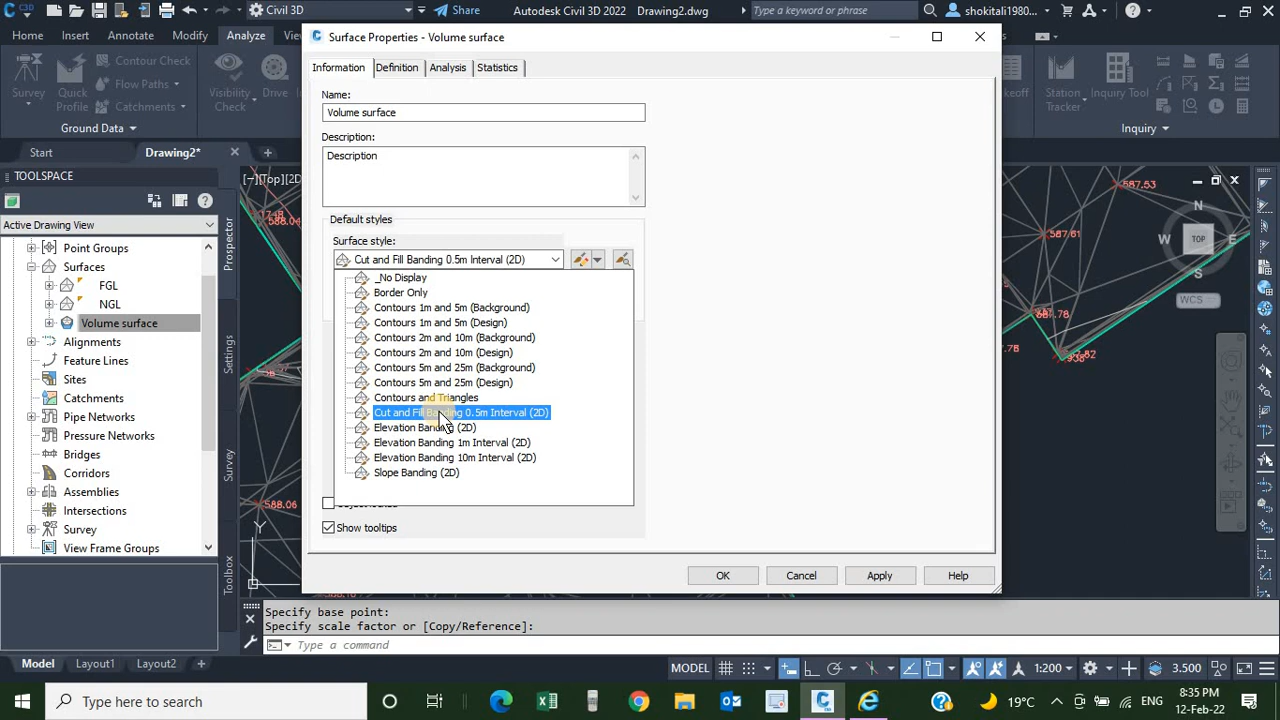 C3D
Civil 3D
Share
Autodesk Civil 3D 2022
Drawing2.dwg
Type a keyword or phrase
shokitali1980...
Home
Insert
Annotate
Modify
Analyze
Survey
Quick
Profile
Contour Check
Flow Paths
Catchments
Visibility
Check
Drive
Station
Tracker
Inquiry Tool
Ground Data
Inquiry
Start
Drawing2*
TOOLSPACE
Active Drawing View
Point Groups
Surfaces
FGL
NGL
Volume surface
Alignments
Feature Lines
Sites
Catchments
Pipe Networks
Pressure Networks
Bridges
Corridors
Assemblies
Intersections
Survey
View Frame Groups
Prospector
Settings
Survey
Toolbox
Surface Properties - Volume surface
Information
Definition
Analysis
Statistics
Name:
Volume surface
Description:
Description
Default styles
Surface style:
Cut and Fill Banding 0.5m Interval (2D)
_No Display
Border Only
Contours 1m and 5m (Background)
Contours 1m and 5m (Design)
Contours 2m and 10m (Background)
Contours 2m and 10m (Design)
Contours 5m and 25m (Background)
Contours 5m and 25m (Design)
Contours and Triangles
Cut and Fill Banding 0.5m Interval (2D)
Elevation Banding (2D)
Elevation Banding 1m Interval (2D)
Elevation Banding 10m Interval (2D)
Slope Banding (2D)
Show tooltips
OK
Cancel
Apply
Help
588.04
588.06
587.53
587.61
587.78
N
W
TOP
E
S
WCS
Y
Specify base point:
Specify scale factor or [Copy/Reference]:
Type a command
Model
Layout1
Layout2
MODEL
1:200
3.500
Type here to search
19°C
ENG
8:35 PM
12-Feb-22